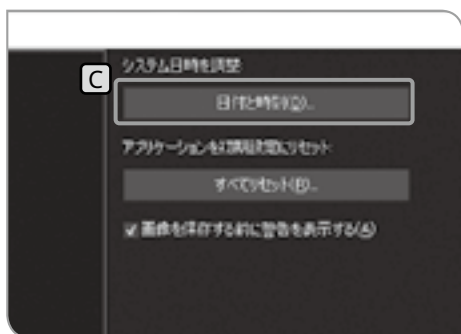 システム日時を調整
C
日付と時刻(D)...
アプリケーションを初期設定にリセット
すべてリセット(R)...
画像を保存する前に警告を表示する(A)